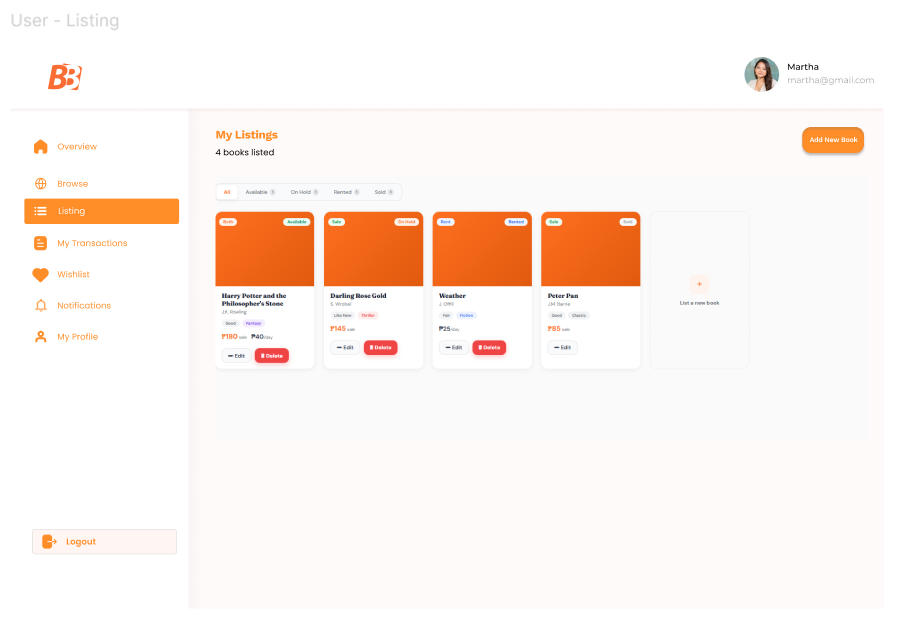 User - Listing
BB
Martha
martha@gmail.com
Overview
Browse
Listing
My Transactions
Wishlist
Notifications
My Profile
Logout
My Listings
4 books listed
Add New Book
All
Available 1
On Hold 1
Rented 1
Sold 1
Both
Available
Harry Potter and the
Philosopher's Stone
J.K. Rowling
Good
Fantasy
₱180 sale ₱40/day
Edit
Delete
Sale
On Hold
Darling Rose Gold
S. Wrobel
Like New
Thriller
₱145 sale
Edit
Delete
Rent
Rented
Weather
J. Offill
Fair
Fiction
₱25/day
Edit
Delete
Sale
Sold
Peter Pan
J.M. Barrie
Good
Classic
₱85 sale
Edit
+
List a new book